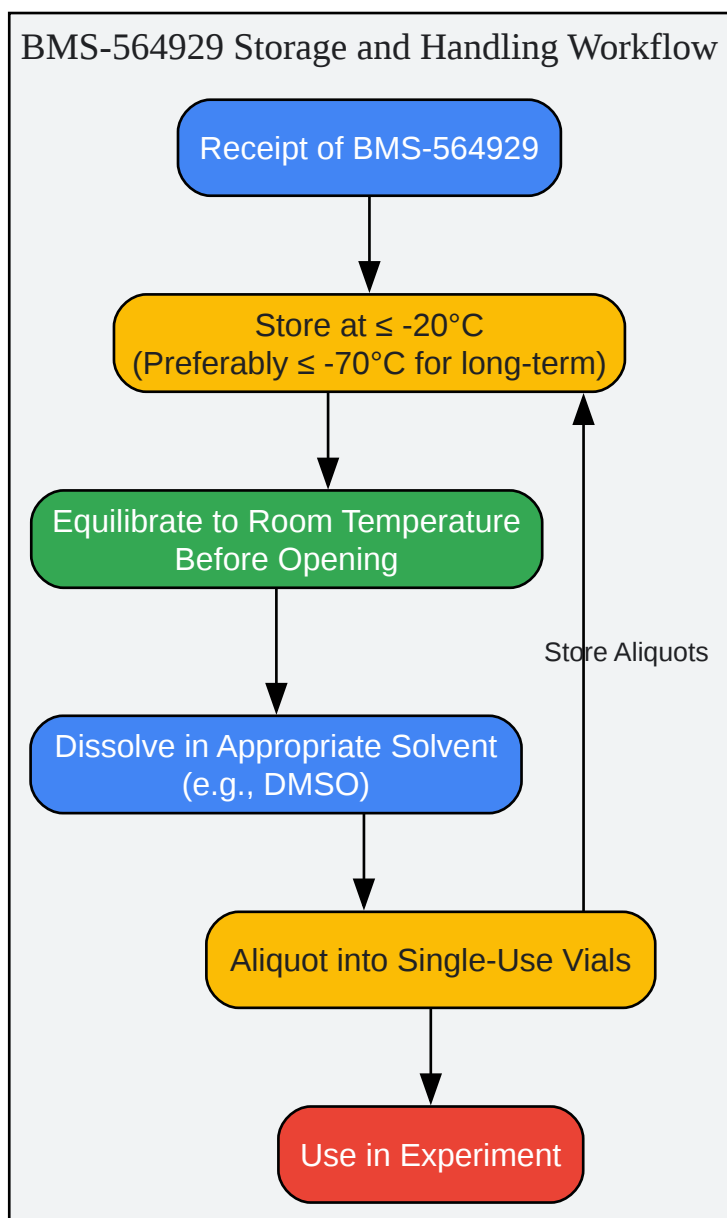 BMS-564929 Storage and Handling Workflow
Receipt of BMS-564929
Store at ≤ -20°C
(Preferably ≤ -70°C for long-term)
Equilibrate to Room Temperature
Before Opening
Store Aliquots
Dissolve in Appropriate Solvent
(e.g., DMSO)
Aliquot into Single-Use Vials
Use in Experiment